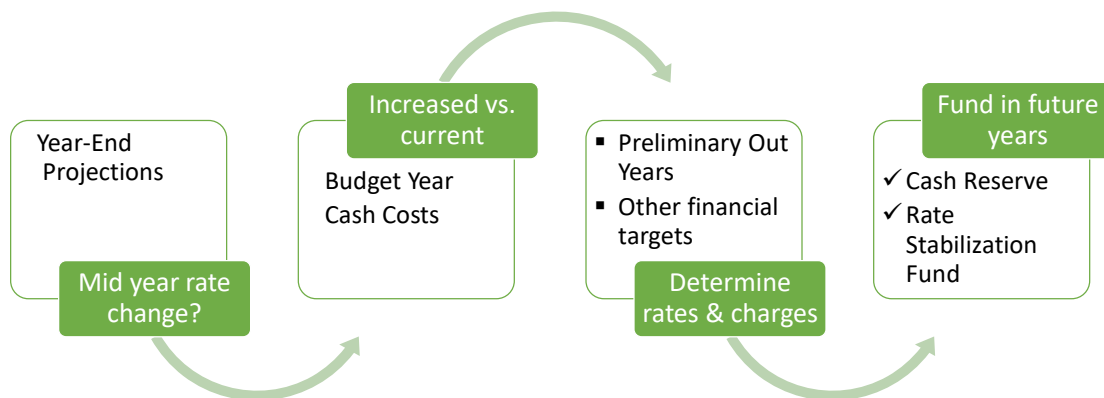 Year-End
Projections
Mid year rate
change?
Increased vs.
current
Budget Year
Cash Costs
▪ Preliminary Out
Years
▪ Other financial
targets
Determine
rates & charges
Fund in future
years
✓ Cash Reserve
✓ Rate
Stabilization
Fund